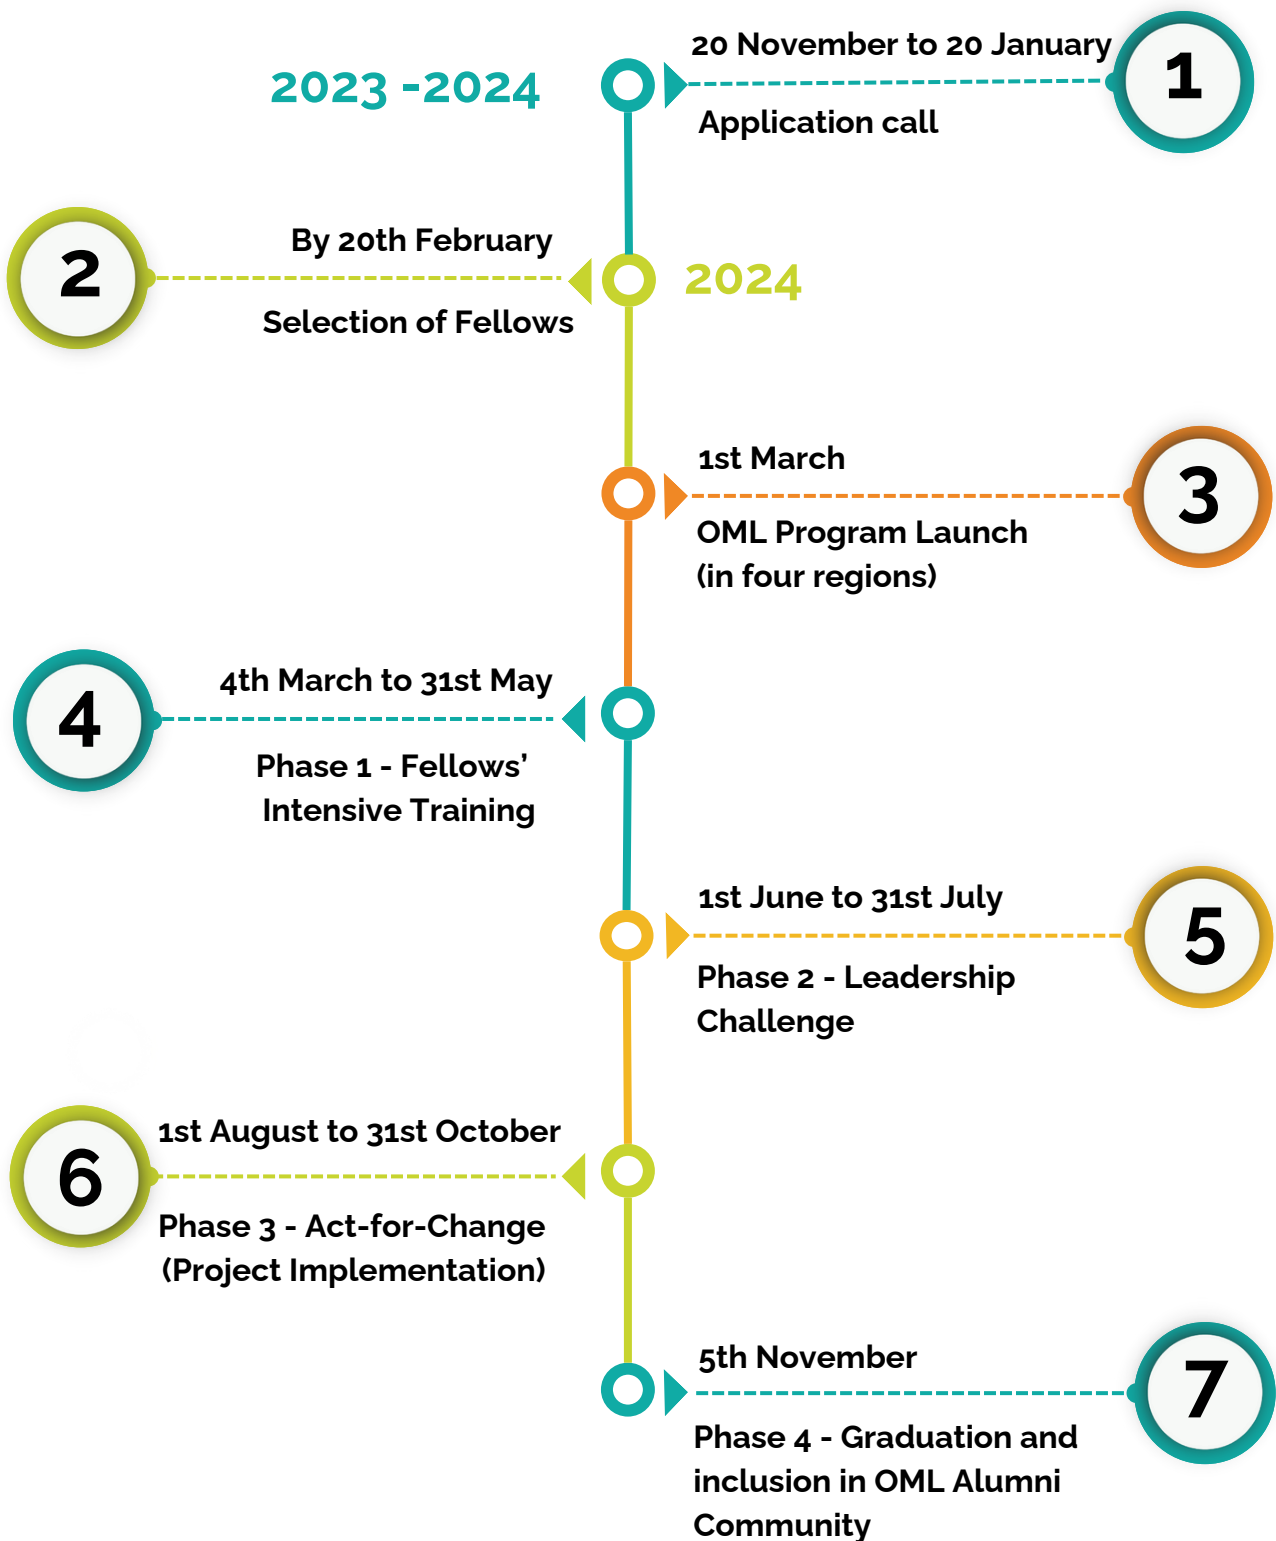 2023 -2024
20 November to 20 January
1
Application call
2
By 20th February
2024
Selection of Fellows
1st March
3
OML Program Launch
(in four regions)
4
4th March to 31st May
Phase 1 - Fellows’
Intensive Training
1st June to 31st July
5
Phase 2 - Leadership
Challenge
6
1st August to 31st October
Phase 3 - Act-for-Change
(Project Implementation)
5th November
7
Phase 4 - Graduation and
inclusion in OML Alumni
Community